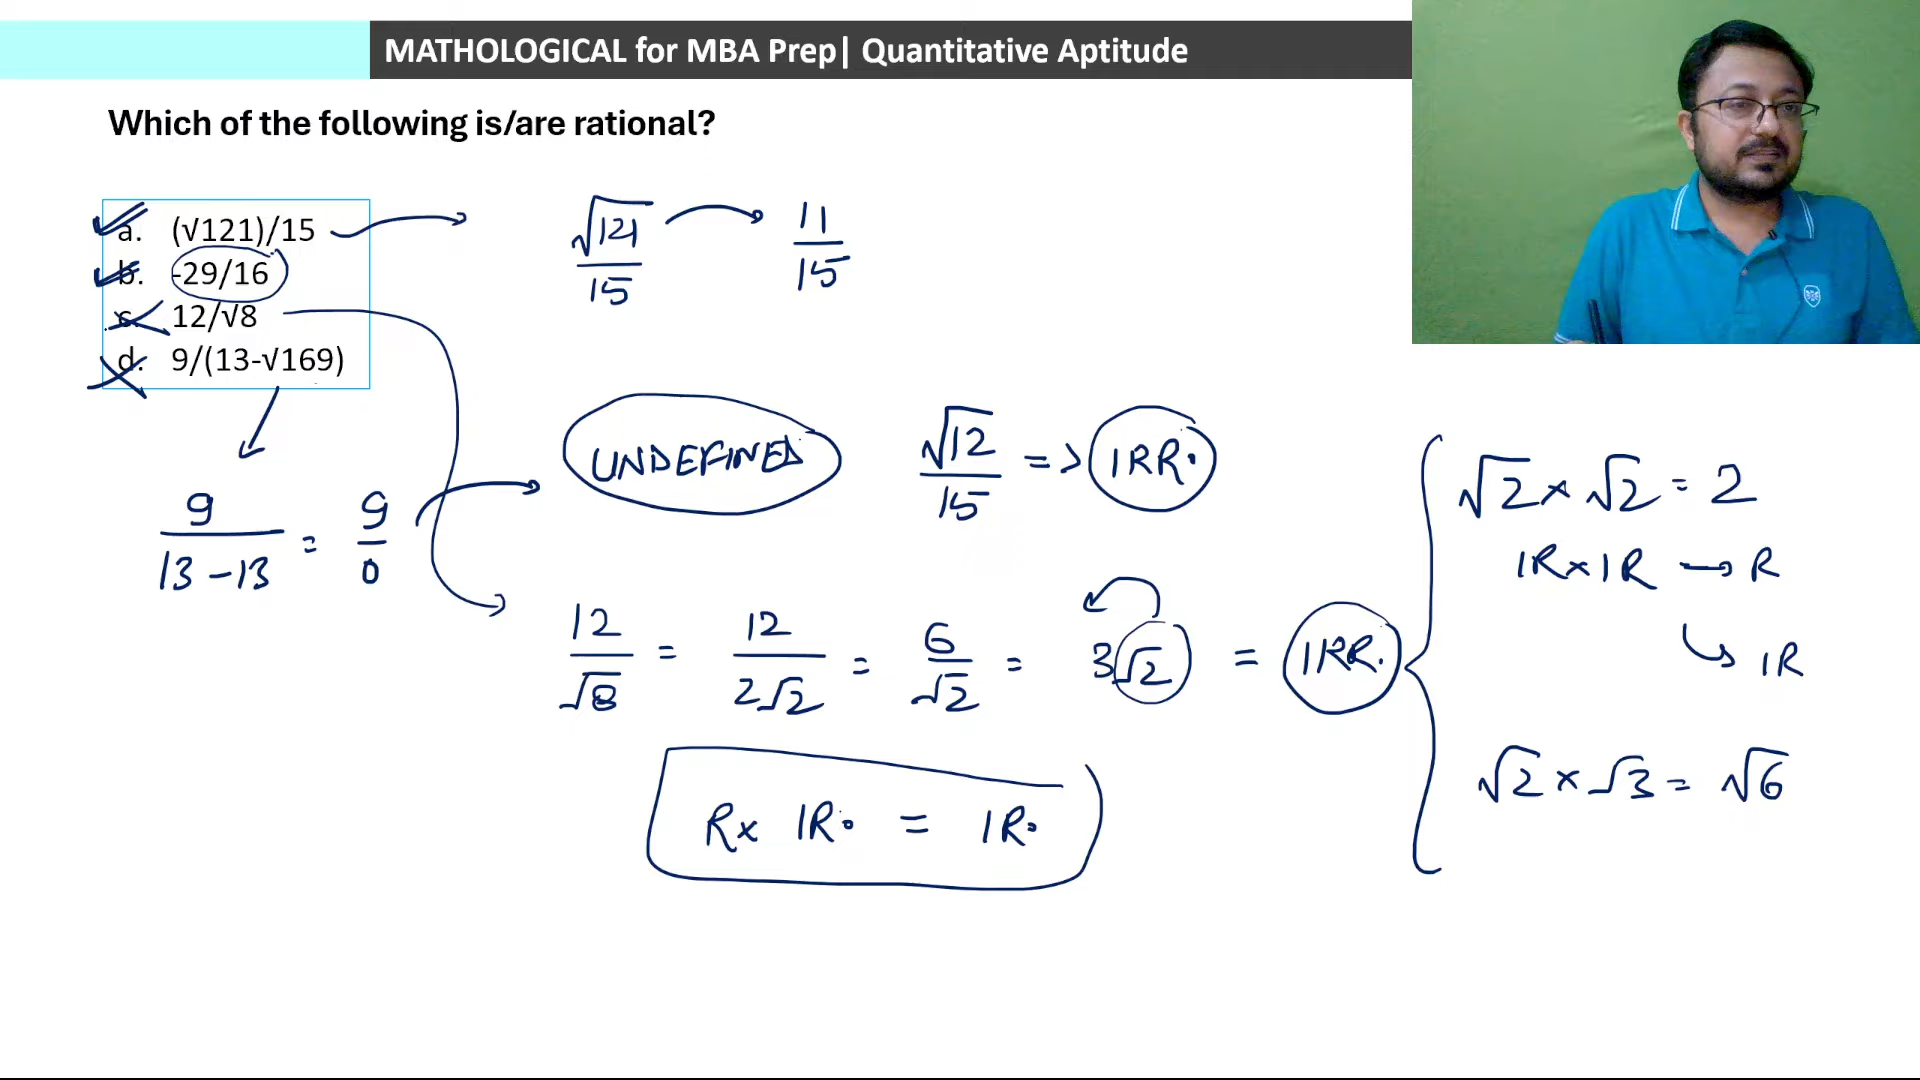 MATHOLOGICAL for MBA Prep| Quantitative Aptitude
Which of the following is/are rational?
a. (√121)/15
b. -29/16
c. 12/√8
d. 9/(13-√169)
√121/15 → 11/15
9/(13-13) = 9/0
UNDEFINED
√12/15 => IRR.
12/√8 = 12/2√2 = 6/√2 = 3√2 = IRR.
R x IR. = IR.
√2 x √2 = 2
IR x IR → R
↳ IR
√2 x √3 = √6